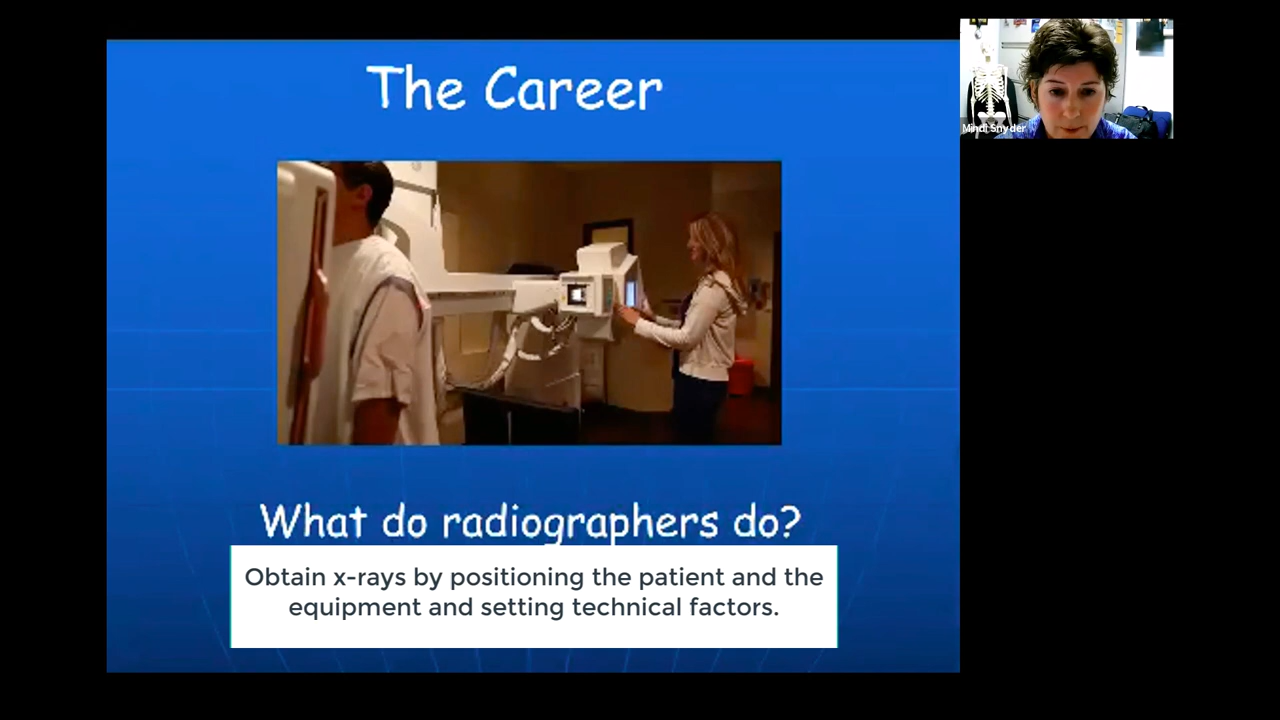 The Career
Mindi Snyder
What do radiographers do?
Obtain x-rays by positioning the patient and the
equipment and setting technical factors.